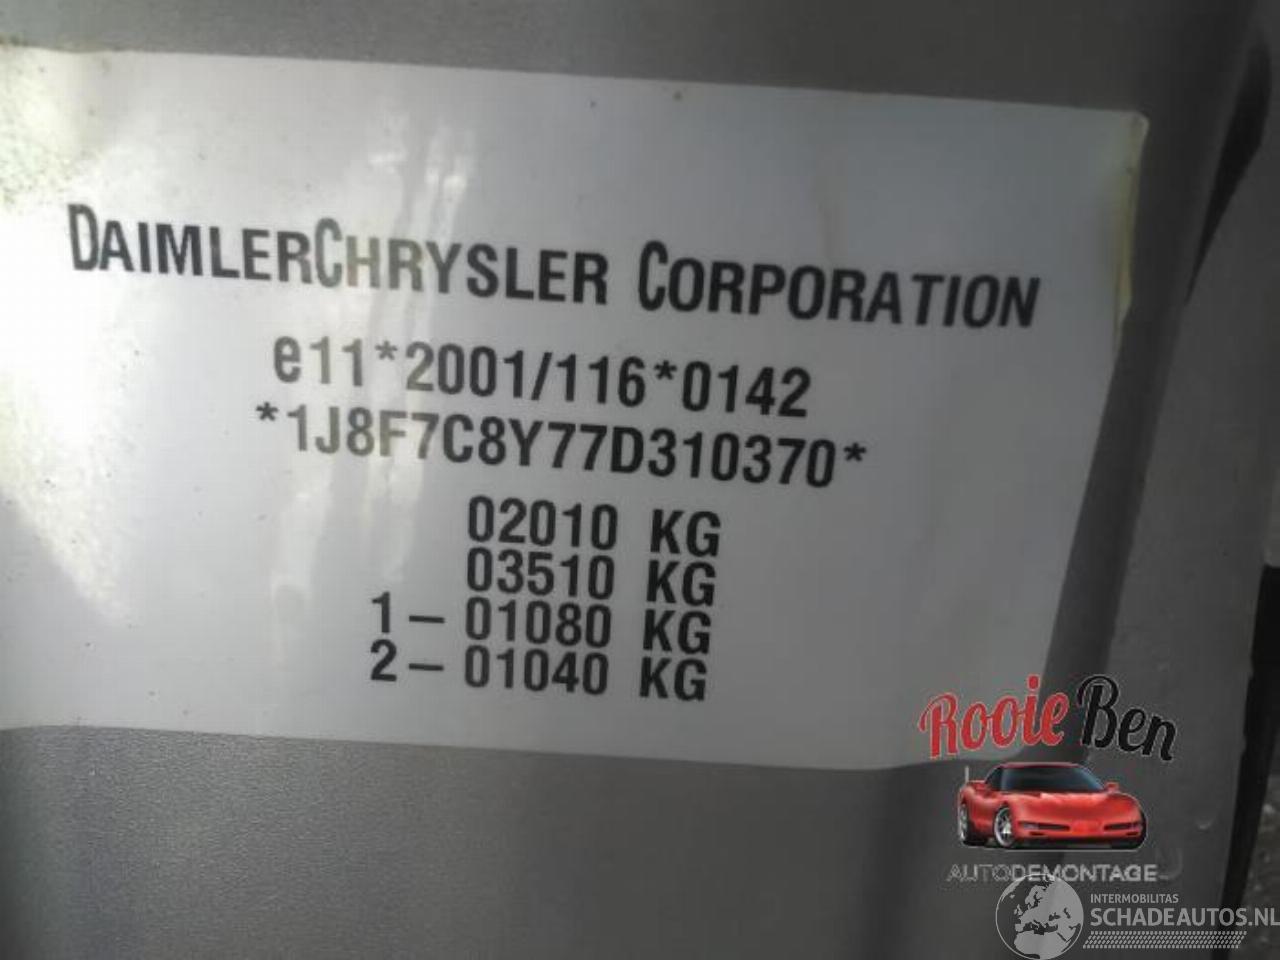 DAIMLERCHRYSLER CORPORATION
e11*2001/116*0142
*1J8F7C8Y77D310370*
02010 KG
03510 KG
1– 01080 KG
2– 01040 KG
Rooie Ben
AUTODEMONTAGE
INTERMOBILITAS
SCHADEAUTOS.NL